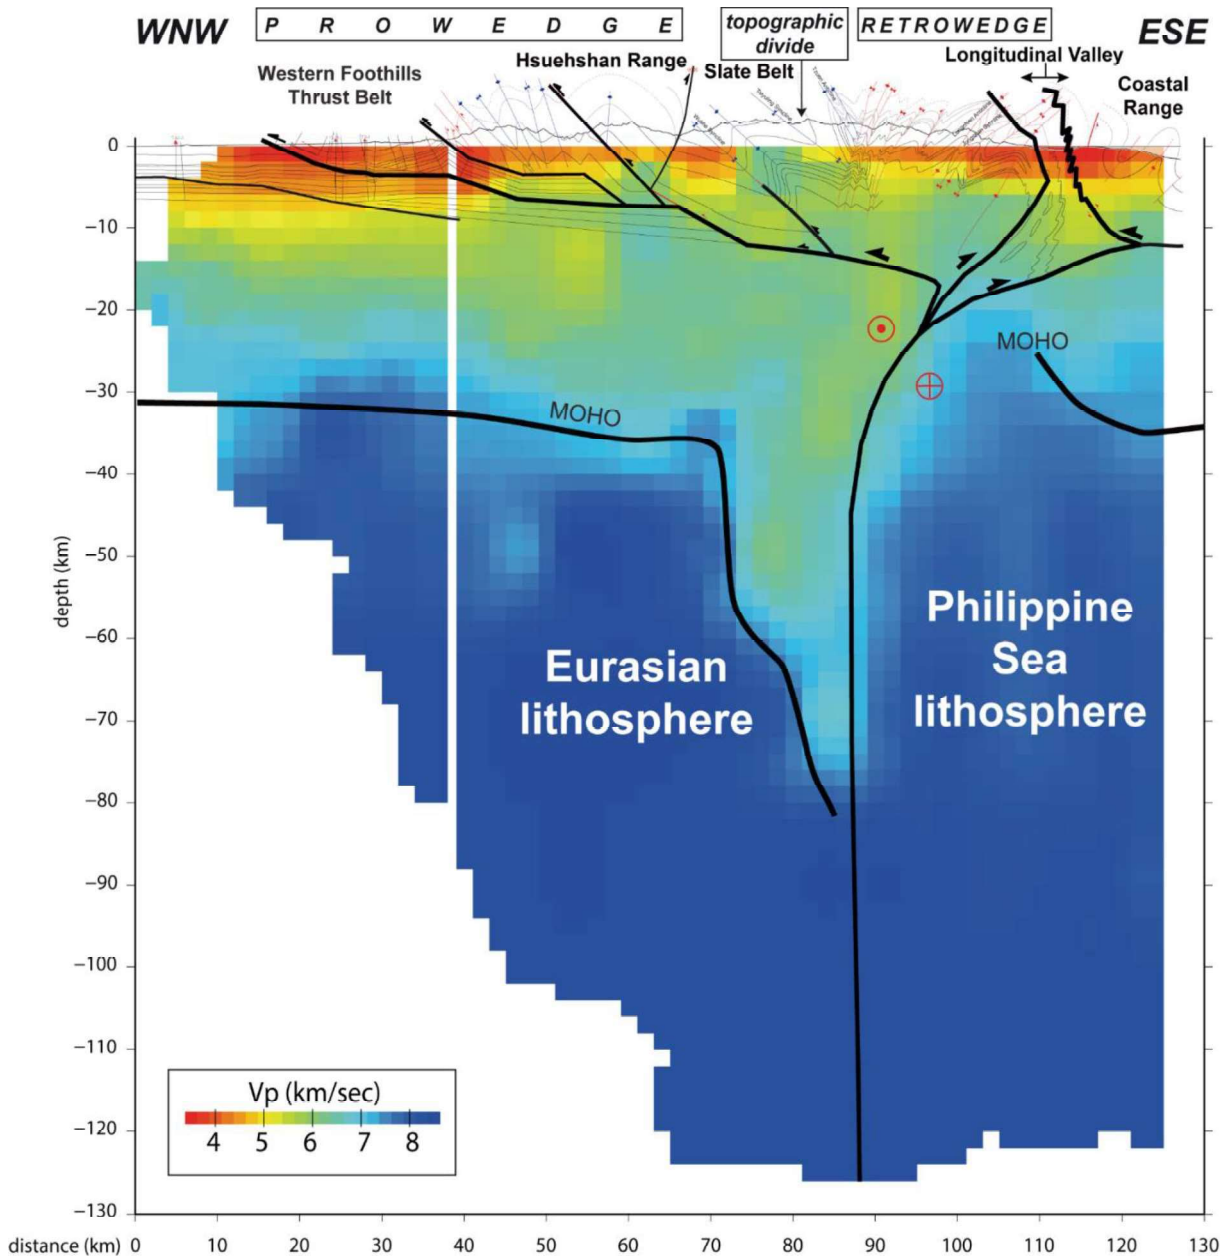 WNW
P R O W E D G E
topographic
divide
R E T R O W E D G E
ESE
Western Foothills
Thrust Belt
Hsuehshan Range
Slate Belt
Longitudinal Valley
Coastal
Range
0
−10
−20
−30
−40
−50
−60
−70
−80
−90
−100
−110
−120
−130
depth (km)
MOHO
MOHO
Eurasian
lithosphere
Philippine
Sea
lithosphere
Vp (km/sec)
4 5 6 7 8
distance (km) 0 10 20 30 40 50 60 70 80 90 100 110 120 130